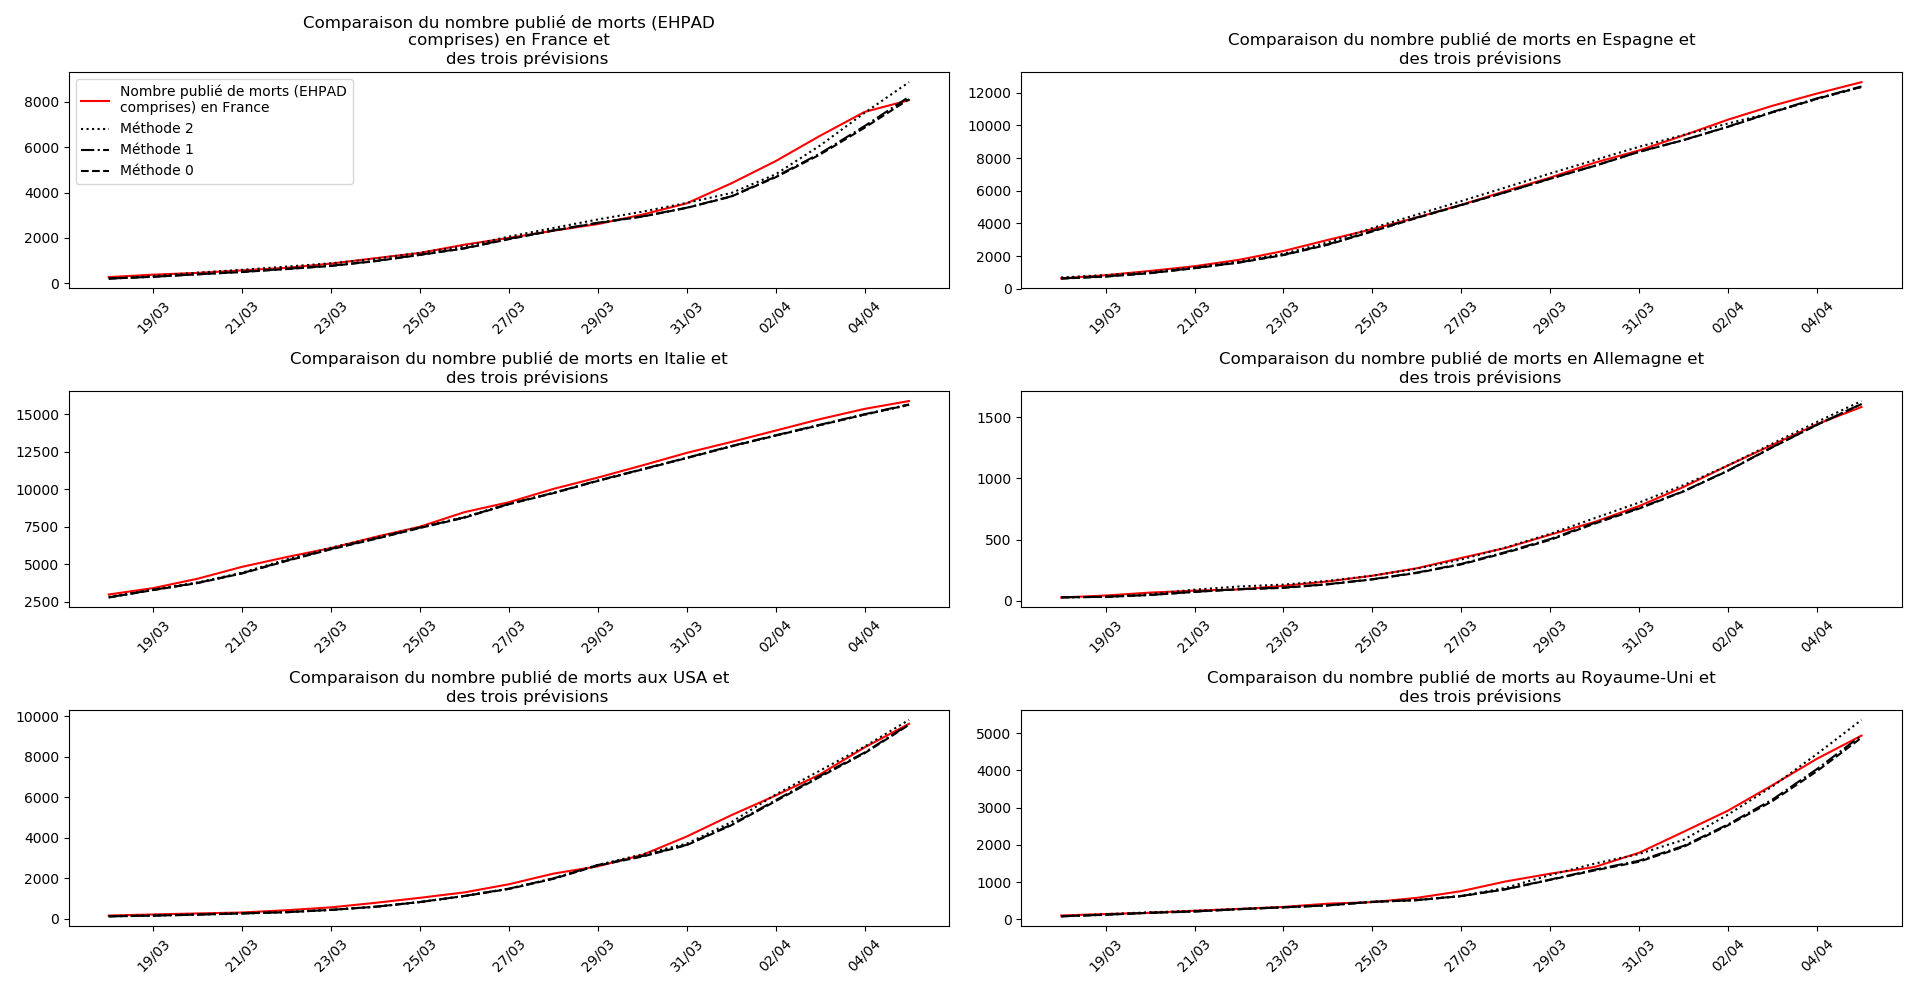 Comparaison du nombre publié de morts (EHPAD
comprises) en France et
des trois prévisions
Nombre publié de morts (EHPAD
comprises) en France
Méthode 2
Méthode 1
Méthode 0
8000
6000
4000
2000
0
19/03 21/03 23/03 25/03 27/03 29/03 31/03 02/04 04/04
Comparaison du nombre publié de morts en Espagne et
des trois prévisions
12000
10000
8000
6000
4000
2000
0
19/03 21/03 23/03 25/03 27/03 29/03 31/03 02/04 04/04
Comparaison du nombre publié de morts en Italie et
des trois prévisions
15000
12500
10000
7500
5000
2500
19/03 21/03 23/03 25/03 27/03 29/03 31/03 02/04 04/04
Comparaison du nombre publié de morts en Allemagne et
des trois prévisions
1500
1000
500
0
19/03 21/03 23/03 25/03 27/03 29/03 31/03 02/04 04/04
Comparaison du nombre publié de morts aux USA et
des trois prévisions
10000
8000
6000
4000
2000
0
19/03 21/03 23/03 25/03 27/03 29/03 31/03 02/04 04/04
Comparaison du nombre publié de morts au Royaume-Uni et
des trois prévisions
5000
4000
3000
2000
1000
0
19/03 21/03 23/03 25/03 27/03 29/03 31/03 02/04 04/04